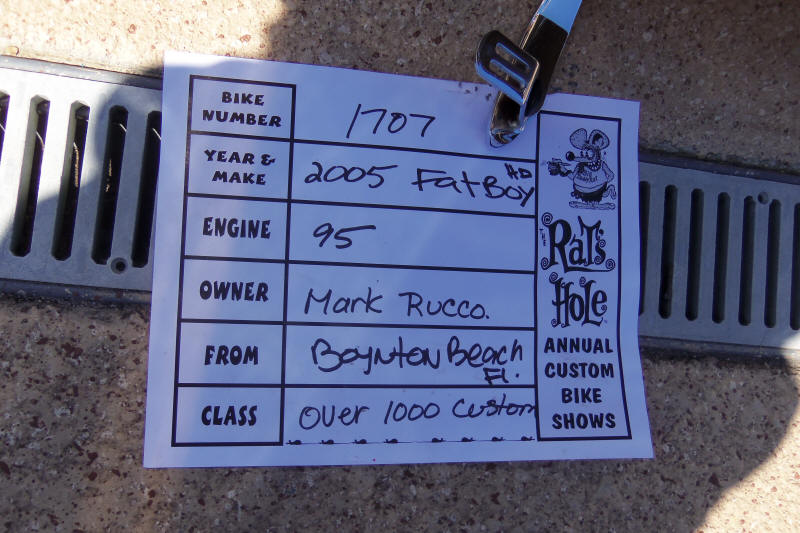 BIKE
NUMBER
1707
YEAR &
MAKE
2005 FatBoy HD
ENGINE
95
OWNER
Mark Rucco.
FROM
Boynton Beach
Fl.
CLASS
Over 1000 Custom
THE
RAT'S
HOLE
ANNUAL
CUSTOM
BIKE
SHOWS